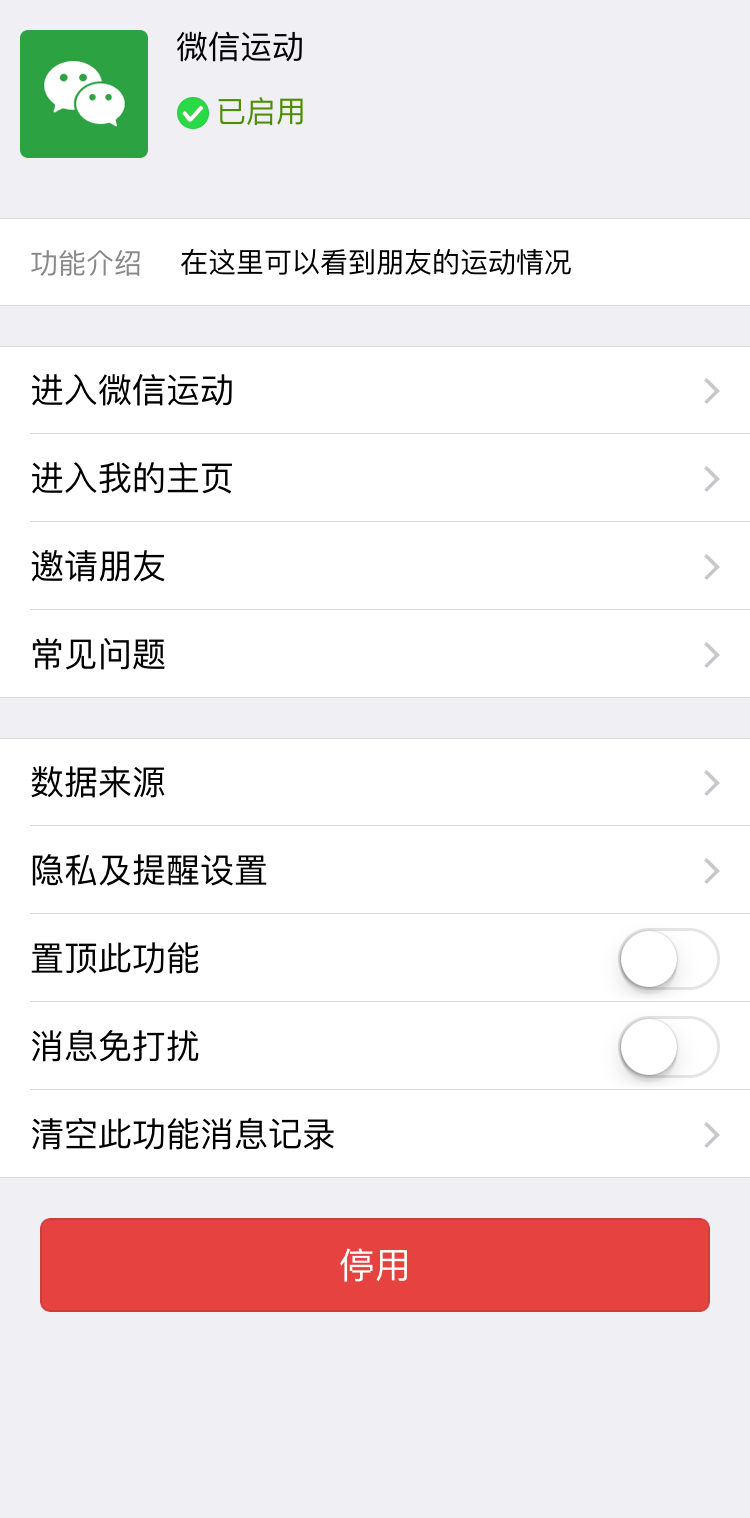 微信运动
已启用
功能介绍 在这里可以看到朋友的运动情况
进入微信运动
进入我的主页
邀请朋友
常见问题
数据来源
隐私及提醒设置
置顶此功能
消息免打扰
清空此功能消息记录
停用